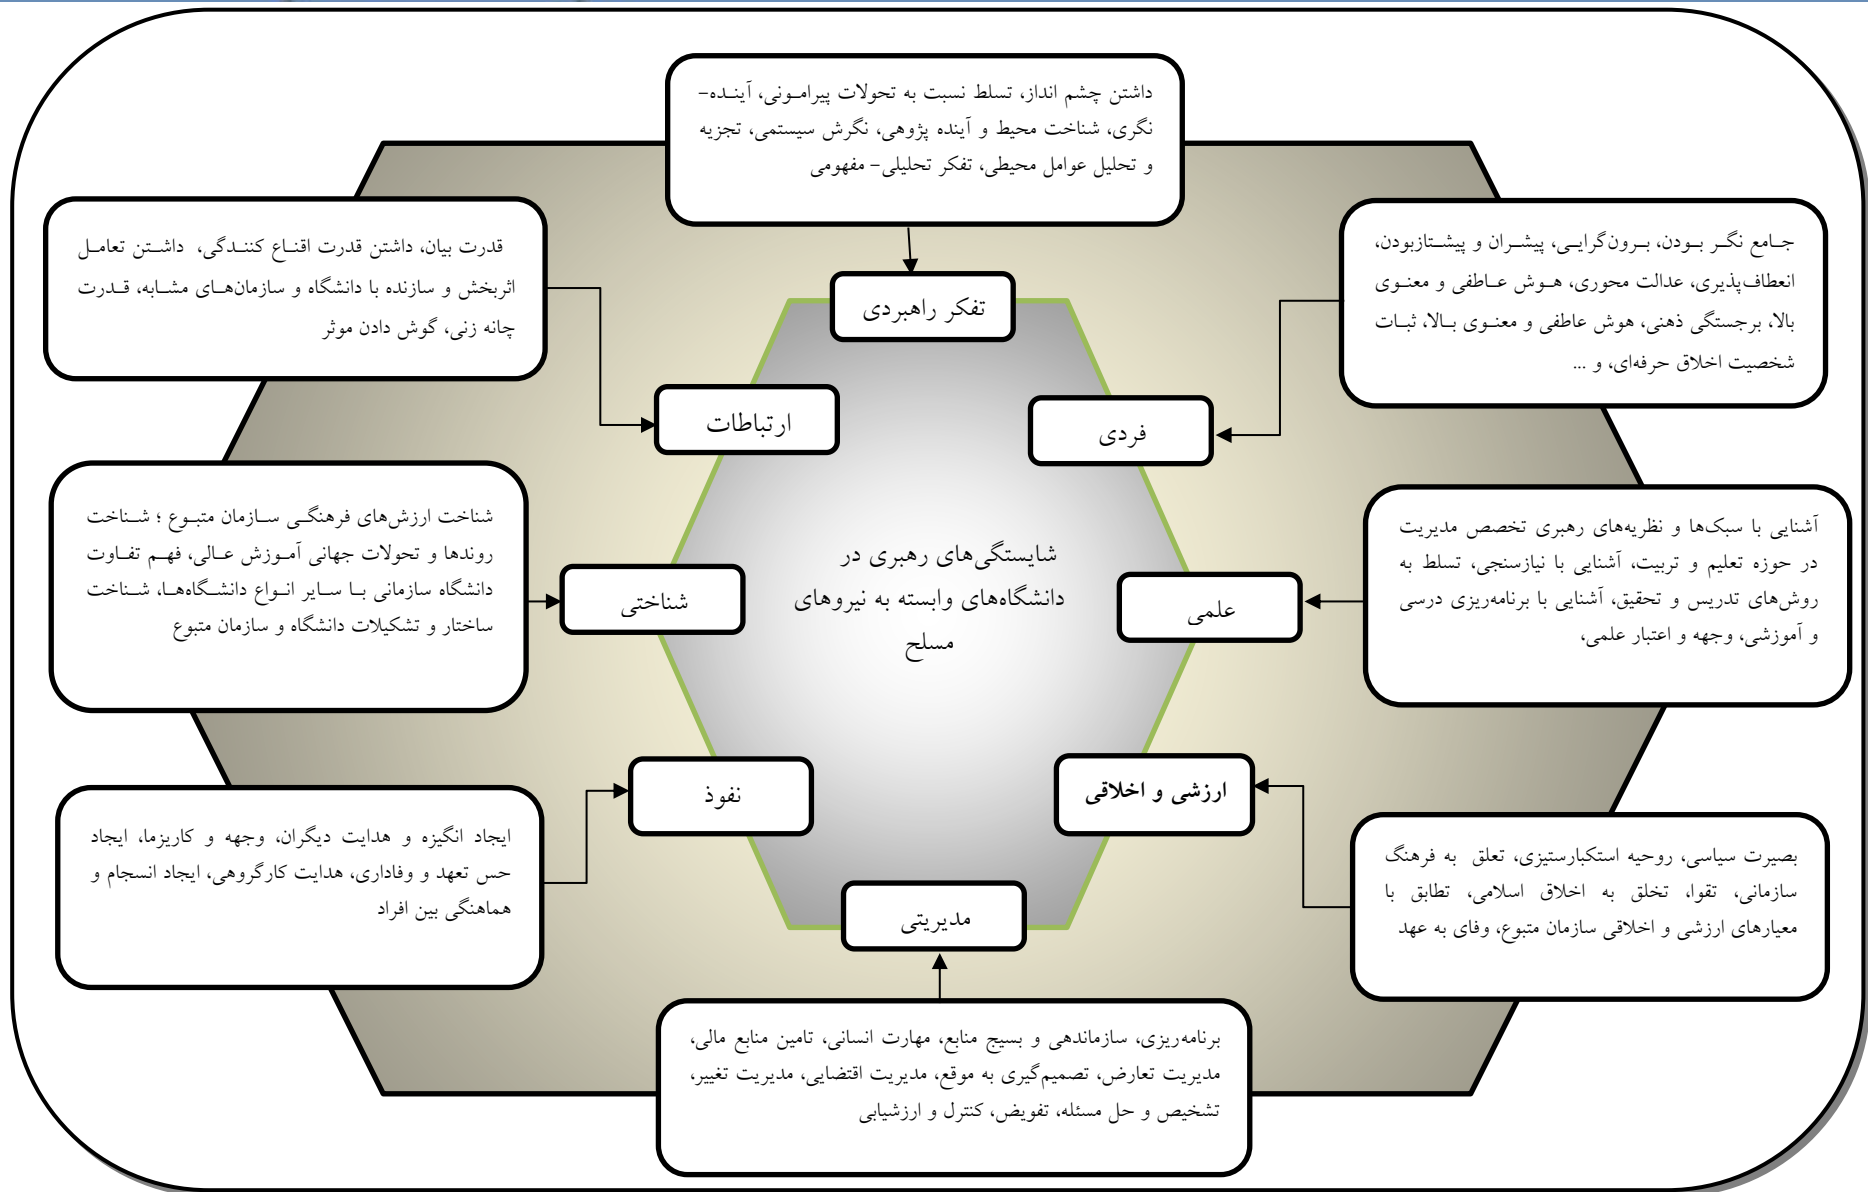 داشتن چشم انداز، تسلط نسبت به تحولات پیرامونی، آینده-
نگری، شناخت محیط و آینده پژوهی، نگرش سیستمی، تجزیه
و تحلیل عوامل محیطی، تفکر تحلیلی- مفهومی
تفکر راهبردی
جامع نگر بودن، برون‌گرایی، پیشران و پیشتازبودن،
انعطاف‌پذیری، عدالت محوری، هوش عاطفی و معنوی
بالا، برجستگی ذهنی، هوش عاطفی و معنوی بالا، ثبات
شخصیت اخلاق حرفه‌ای، و ...
فردی
قدرت بیان، داشتن قدرت اقناع کنندگی، داشتن تعامل
اثربخش و سازنده با دانشگاه و سازمان‌های مشابه، قدرت
چانه زنی، گوش دادن موثر
ارتباطات
آشنایی با سبک‌ها و نظریه‌های رهبری تخصص مدیریت
در حوزه تعلیم و تربیت، آشنایی با نیازسنجی، تسلط به
روش‌های تدریس و تحقیق، آشنایی با برنامه‌ریزی درسی
و آموزشی، وجهه و اعتبار علمی،
علمی
شایستگی‌های رهبری در
دانشگاه‌های وابسته به نیروهای
مسلح
شناخت ارزش‌های فرهنگی سازمان متبوع ؛ شناخت
روندها و تحولات جهانی آموزش عالی، فهم تفاوت
دانشگاه سازمانی با سایر انواع دانشگاه‌ها، شناخت
ساختار و تشکیلات دانشگاه و سازمان متبوع
شناختی
بصیرت سیاسی، روحیه استکبارستیزی، تعلق به فرهنگ
سازمانی، تقوا، تخلق به اخلاق اسلامی، تطابق با
معیارهای ارزشی و اخلاقی سازمان متبوع، وفای به عهد
ارزشی و اخلاقی
ایجاد انگیزه و هدایت دیگران، وجهه و کاریزما، ایجاد
حس تعهد و وفاداری، هدایت کارگروهی، ایجاد انسجام و
هماهنگی بین افراد
نفوذ
مدیریتی
برنامه‌ریزی، سازماندهی و بسیج منابع، مهارت انسانی، تامین منابع مالی،
مدیریت تعارض، تصمیم‌گیری به موقع، مدیریت اقتضایی، مدیریت تغییر،
تشخیص و حل مسئله، تفویض، کنترل و ارزشیابی